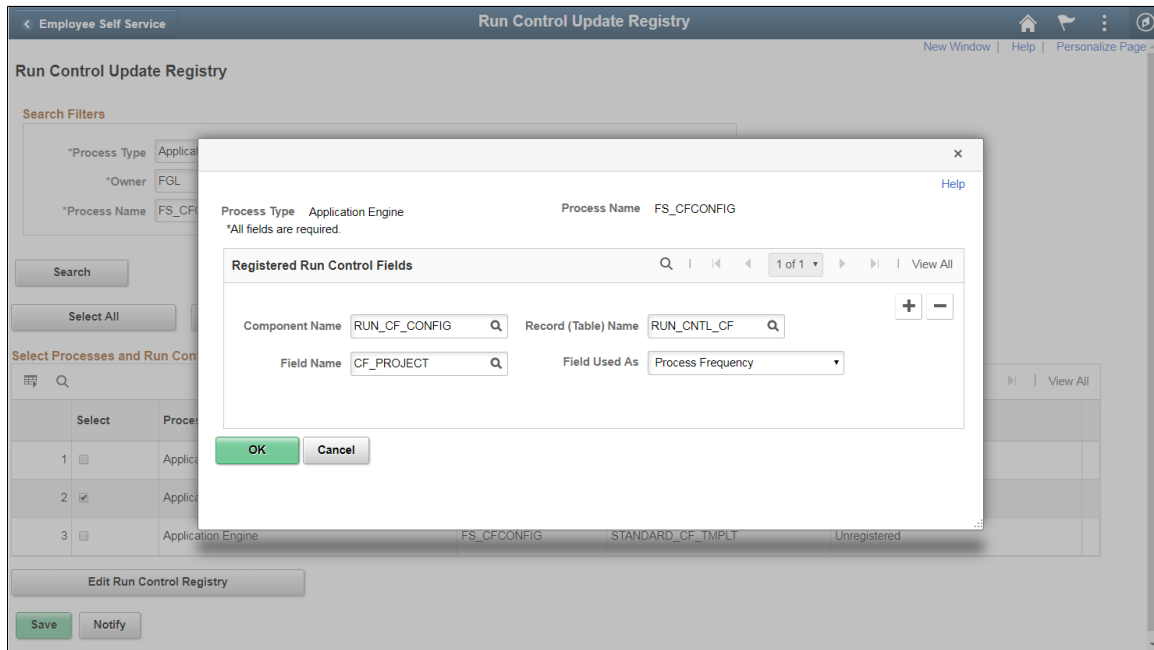 Employee Self Service
Run Control Update Registry
New Window | Help | Personalize Page
Run Control Update Registry
Search Filters
*Process Type
*Owner FGL
*Process Name
Search
Select All
Select Processes and Run
View All
Select
1
2
3 Application Engine FS_CFCONFIG STANDARD_CF_TMPLT Unregistered
Edit Run Control Registry
Save Notify
×
Help
Process Type Application Engine Process Name FS_CFCONFIG
*All fields are required.
Registered Run Control Fields 1 of 1 View All
Component Name RUN_CF_CONFIG Record (Table) Name RUN_CNTL_CF
Field Name CF_PROJECT Field Used As Process Frequency
OK Cancel